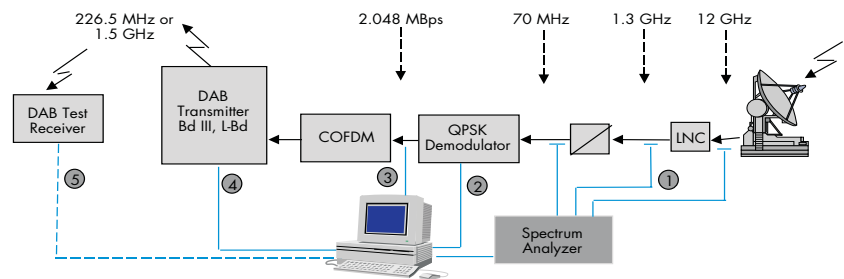 226.5 MHz or
1.5 GHz
2.048 MBps
70 MHz
1.3 GHz
12 GHz
DAB Test
Receiver
DAB
Transmitter
Bd III, L-Bd
COFDM
QPSK
Demodulator
LNC
5
4
3
2
1
Spectrum
Analyzer